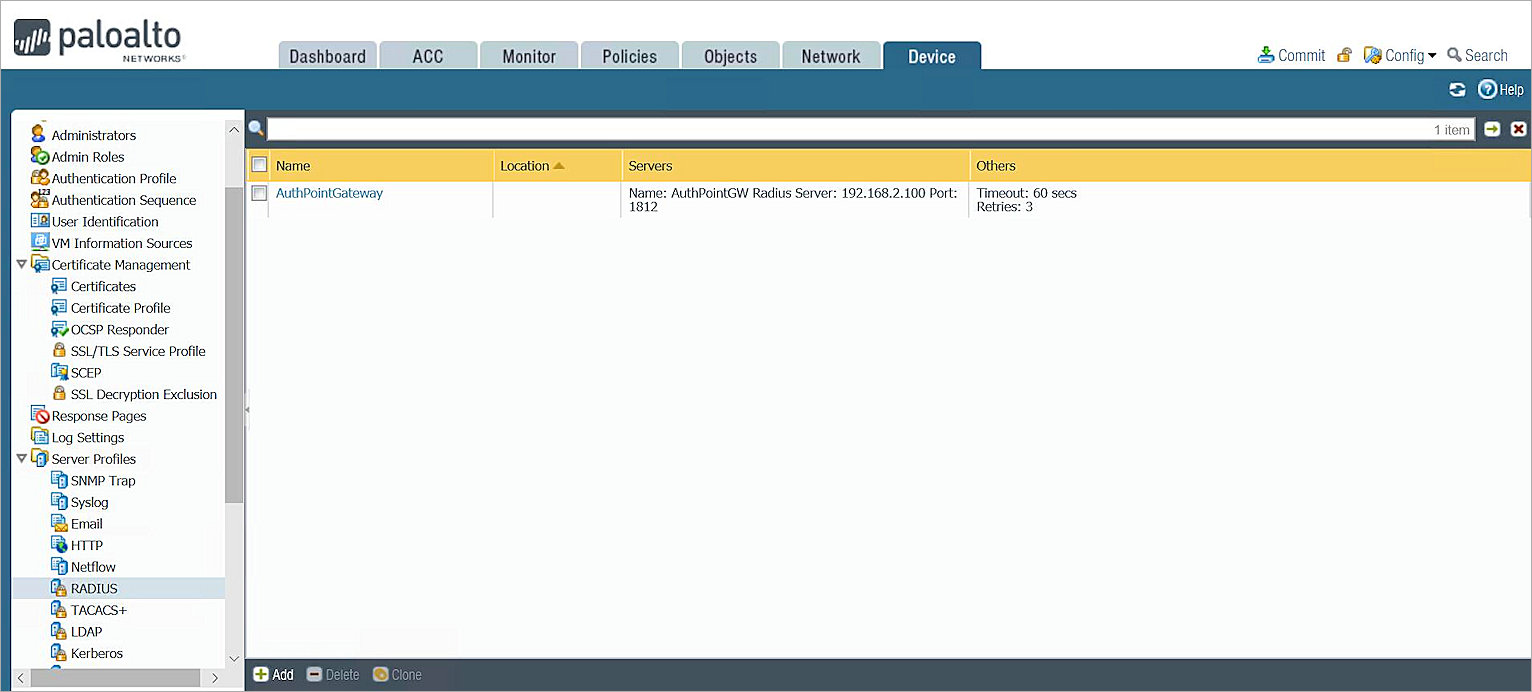 paloalto
NETWORKS®
Dashboard
ACC
Monitor
Policies
Objects
Network
Device
Commit
Config
Search
Help
Administrators
Admin Roles
Authentication Profile
Authentication Sequence
User Identification
VM Information Sources
Certificate Management
Certificates
Certificate Profile
OCSP Responder
SSL/TLS Service Profile
SCEP
SSL Decryption Exclusion
Response Pages
Log Settings
Server Profiles
SNMP Trap
Syslog
Email
HTTP
Netflow
RADIUS
TACACS+
LDAP
Kerberos
1 item
Name
Location
Servers
Others
AuthPointGateway
Name: AuthPointGW Radius Server: 192.168.2.100 Port:
1812
Timeout: 60 secs
Retries: 3
Add
Delete
Clone